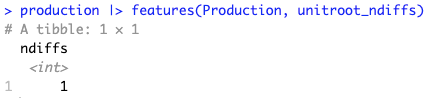 > production |> features(Production, unitroot_ndiffs)
# A tibble: 1 × 1
ndiffs
<int>
1 1